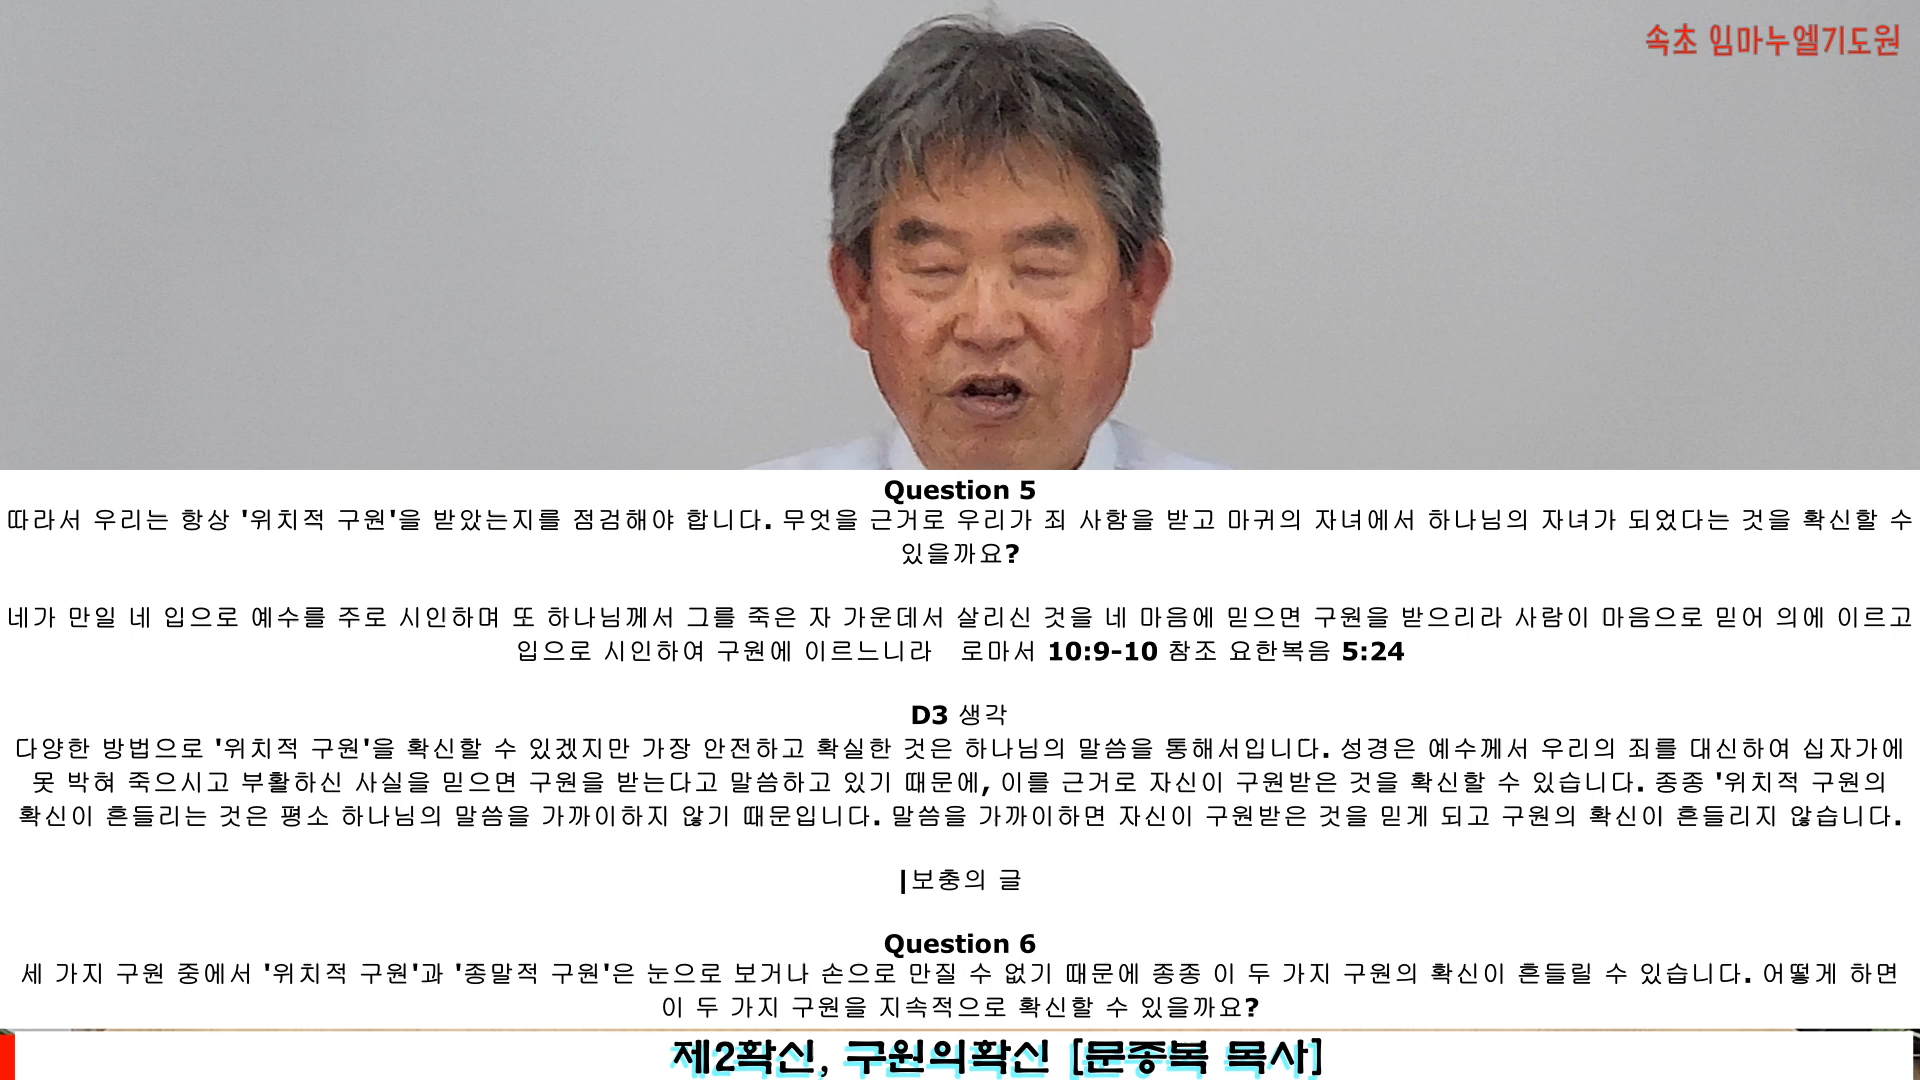 속초 임마누엘기도원
Question 5
따라서 우리는 항상 '위치적 구원'을 받았는지를 점검해야 합니다. 무엇을 근거로 우리가 죄 사함을 받고 마귀의 자녀에서 하나님의 자녀가 되었다는 것을 확신할 수
있을까요?
네가 만일 네 입으로 예수를 주로 시인하며 또 하나님께서 그를 죽은 자 가운데서 살리신 것을 네 마음에 믿으면 구원을 받으리라 사람이 마음으로 믿어 의에 이르고
입으로 시인하여 구원에 이르느니라 로마서 10:9-10 참조 요한복음 5:24
D3 생각
다양한 방법으로 '위치적 구원'을 확신할 수 있겠지만 가장 안전하고 확실한 것은 하나님의 말씀을 통해서입니다. 성경은 예수께서 우리의 죄를 대신하여 십자가에
못 박혀 죽으시고 부활하신 사실을 믿으면 구원을 받는다고 말씀하고 있기 때문에, 이를 근거로 자신이 구원받은 것을 확신할 수 있습니다. 종종 '위치적 구원의
확신이 흔들리는 것은 평소 하나님의 말씀을 가까이하지 않기 때문입니다. 말씀을 가까이하면 자신이 구원받은 것을 믿게 되고 구원의 확신이 흔들리지 않습니다.
|보충의 글
Question 6
세 가지 구원 중에서 '위치적 구원'과 '종말적 구원'은 눈으로 보거나 손으로 만질 수 없기 때문에 종종 이 두 가지 구원의 확신이 흔들릴 수 있습니다. 어떻게 하면
이 두 가지 구원을 지속적으로 확신할 수 있을까요?
제2확신, 구원의확신 [문종복 목사]